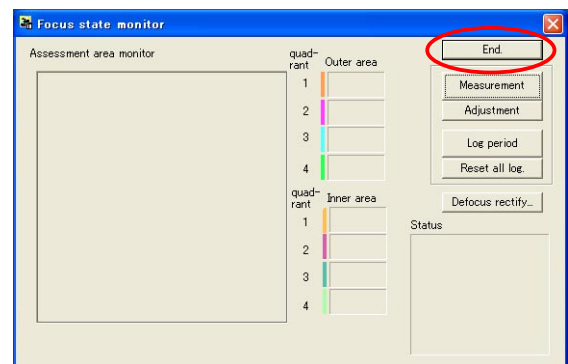 Focus state monitor
Assessment area monitor
quad-
rant Outer area
1
2
3
4
quad-
rant Inner area
1
2
3
4
End.
Measurement
Adjustment
Log period
Reset all log.
Defocus rectify...
Status